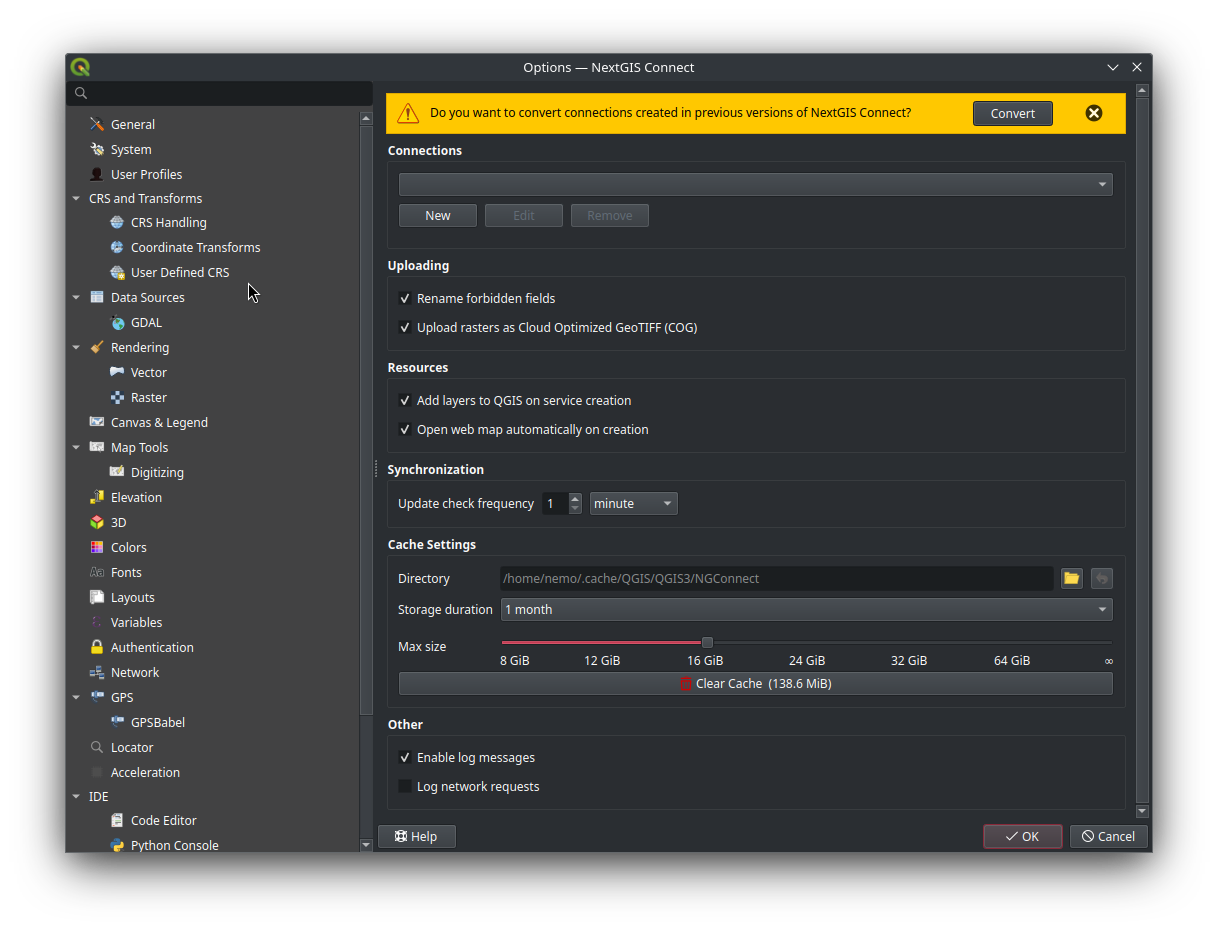 Options — NextGIS Connect
General
System
User Profiles
CRS and Transforms
CRS Handling
Coordinate Transforms
User Defined CRS
Data Sources
GDAL
Rendering
Vector
Raster
Canvas & Legend
Map Tools
Digitizing
Elevation
3D
Colors
Fonts
Layouts
Variables
Authentication
Network
GPS
GPSBabel
Locator
Acceleration
IDE
Code Editor
Python Console
Do you want to convert connections created in previous versions of NextGIS Connect? Convert
Connections
New Edit Remove
Uploading
Rename forbidden fields
Upload rasters as Cloud Optimized GeoTIFF (COG)
Resources
Add layers to QGIS on service creation
Open web map automatically on creation
Synchronization
Update check frequency 1 minute
Cache Settings
Directory /home/nemo/.cache/QGIS/QGIS3/NGConnect
Storage duration 1 month
Max size
8 GiB 12 GiB 16 GiB 24 GiB 32 GiB 64 GiB ∞
Clear Cache (138.6 MiB)
Other
Enable log messages
Log network requests
Help OK Cancel